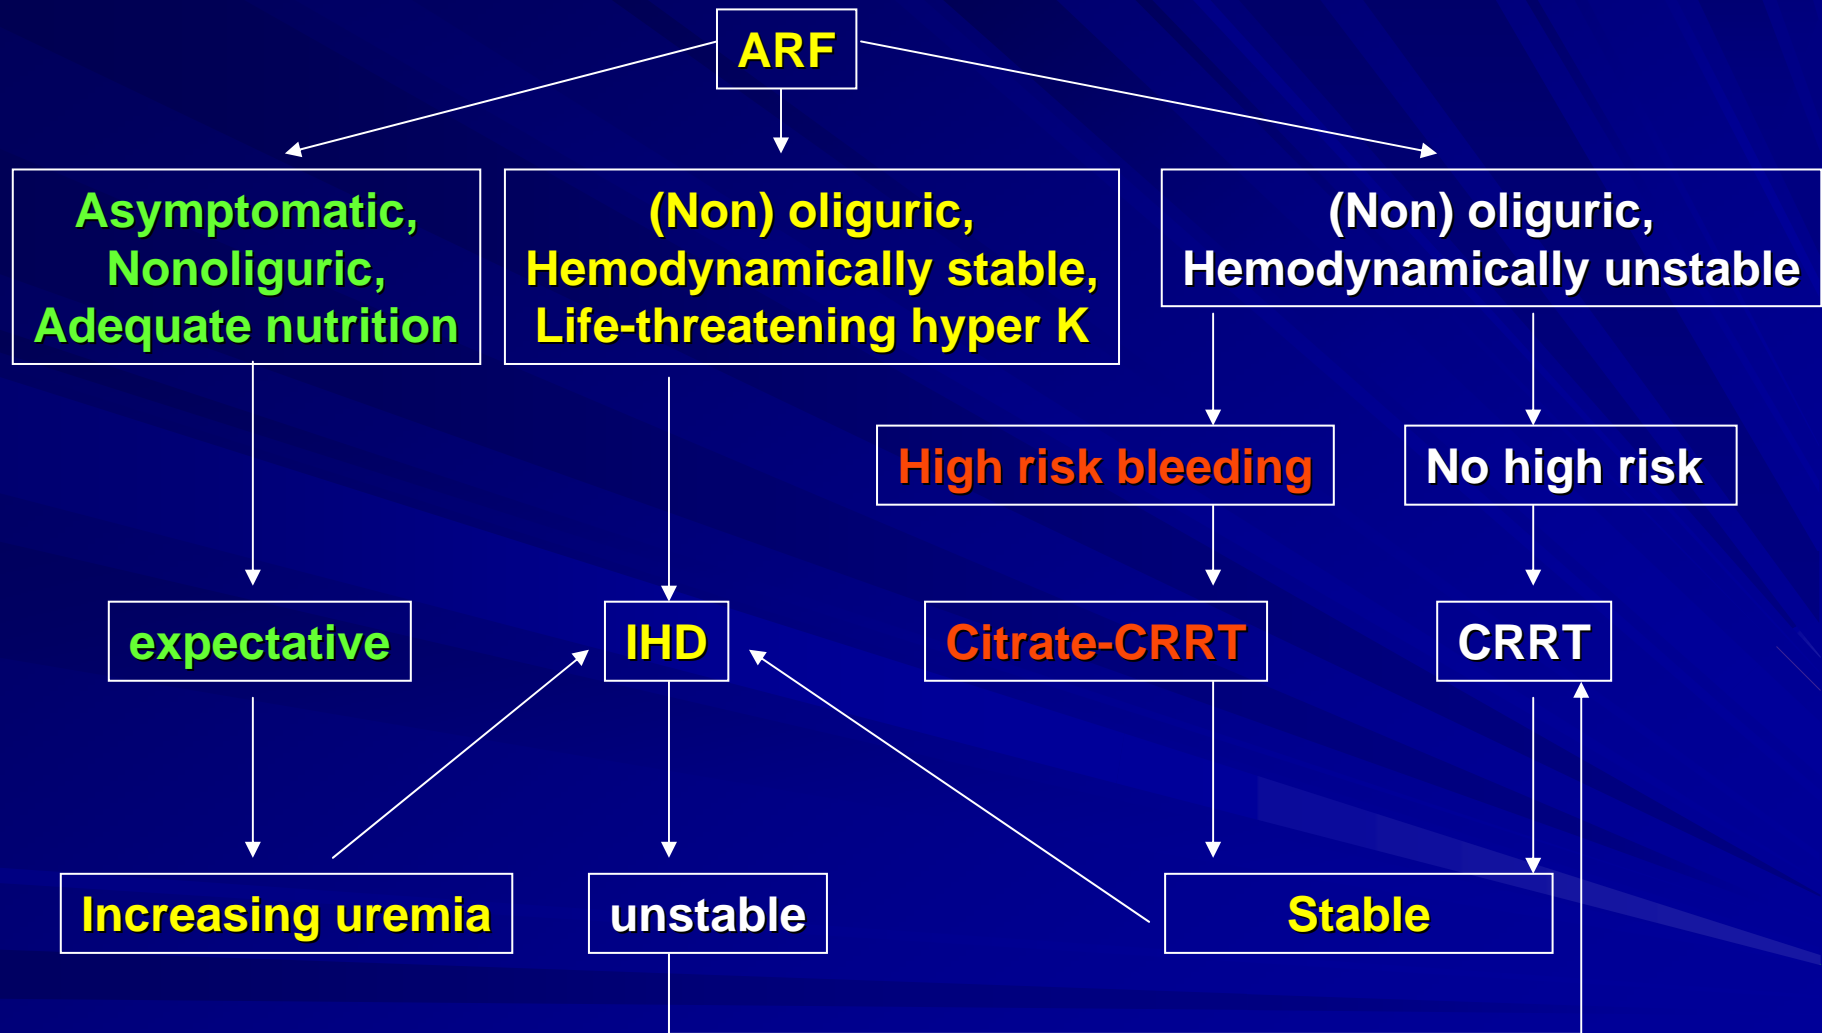 ARF
Asymptomatic,
Nonoliguric,
Adequate nutrition
(Non) oliguric,
Hemodynamically stable,
Life-threatening hyper K
(Non) oliguric,
Hemodynamically unstable
High risk bleeding
No high risk
expectative
IHD
Citrate-CRRT
CRRT
Increasing uremia
unstable
Stable